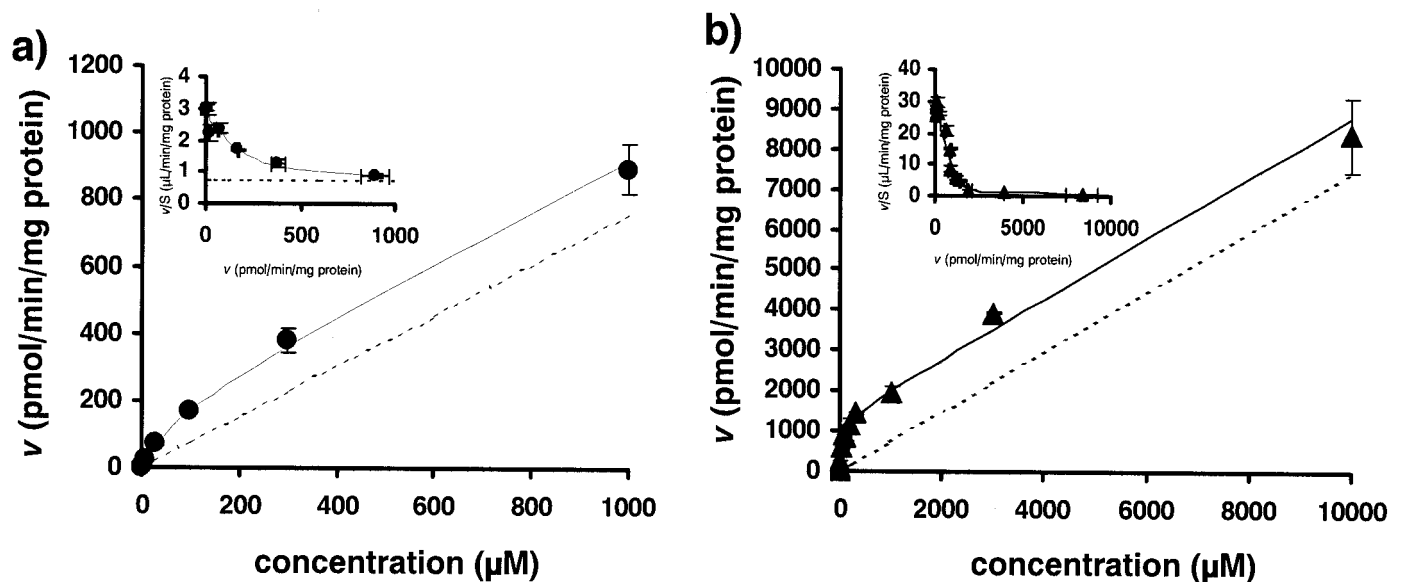 a)
v (pmol/min/mg protein)
1200
1000
800
600
400
200
0
0 200 400 600 800 1000
concentration (µM)
v/S (µL/min/mg protein)
4
3
2
1
0
0 500 1000
v (pmol/min/mg protein)
b)
v (pmol/min/mg protein)
10000
9000
8000
7000
6000
5000
4000
3000
2000
1000
0
0 2000 4000 6000 8000 10000
concentration (µM)
v/S (µL/min/mg protein)
40
30
20
10
0
0 5000 10000
v (pmol/min/mg protein)